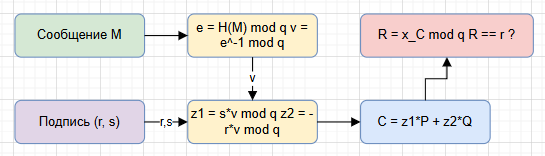 Сообщение M
e = H(M) mod q v =
e^-1 mod q
R = x_C mod q R == r ?
v
Подпись (r, s)
r,s
z1 = s*v mod q z2 = -
r*v mod q
C = z1*P + z2*Q